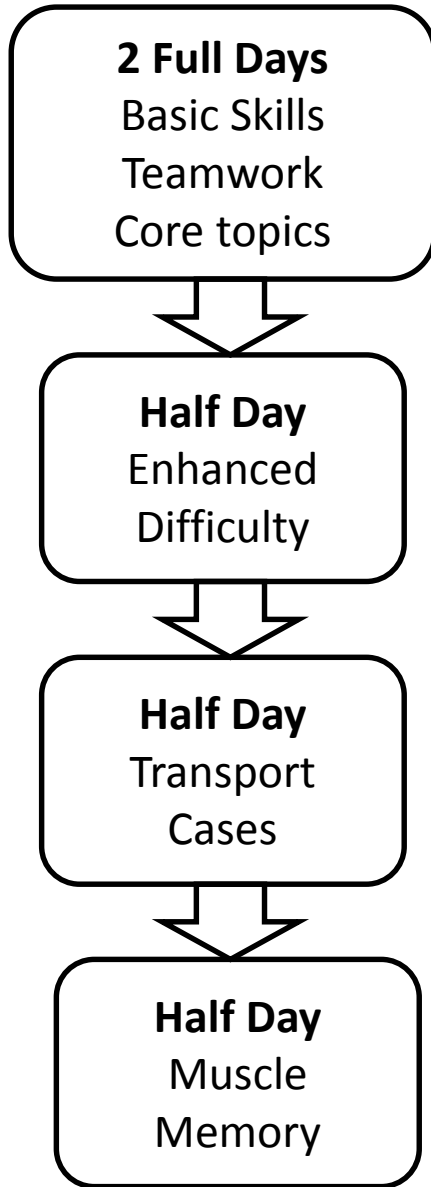 2 Full Days
Basic Skills
Teamwork
Core topics
Half Day
Enhanced
Difficulty
Half Day
Transport
Cases
Half Day
Muscle
Memory